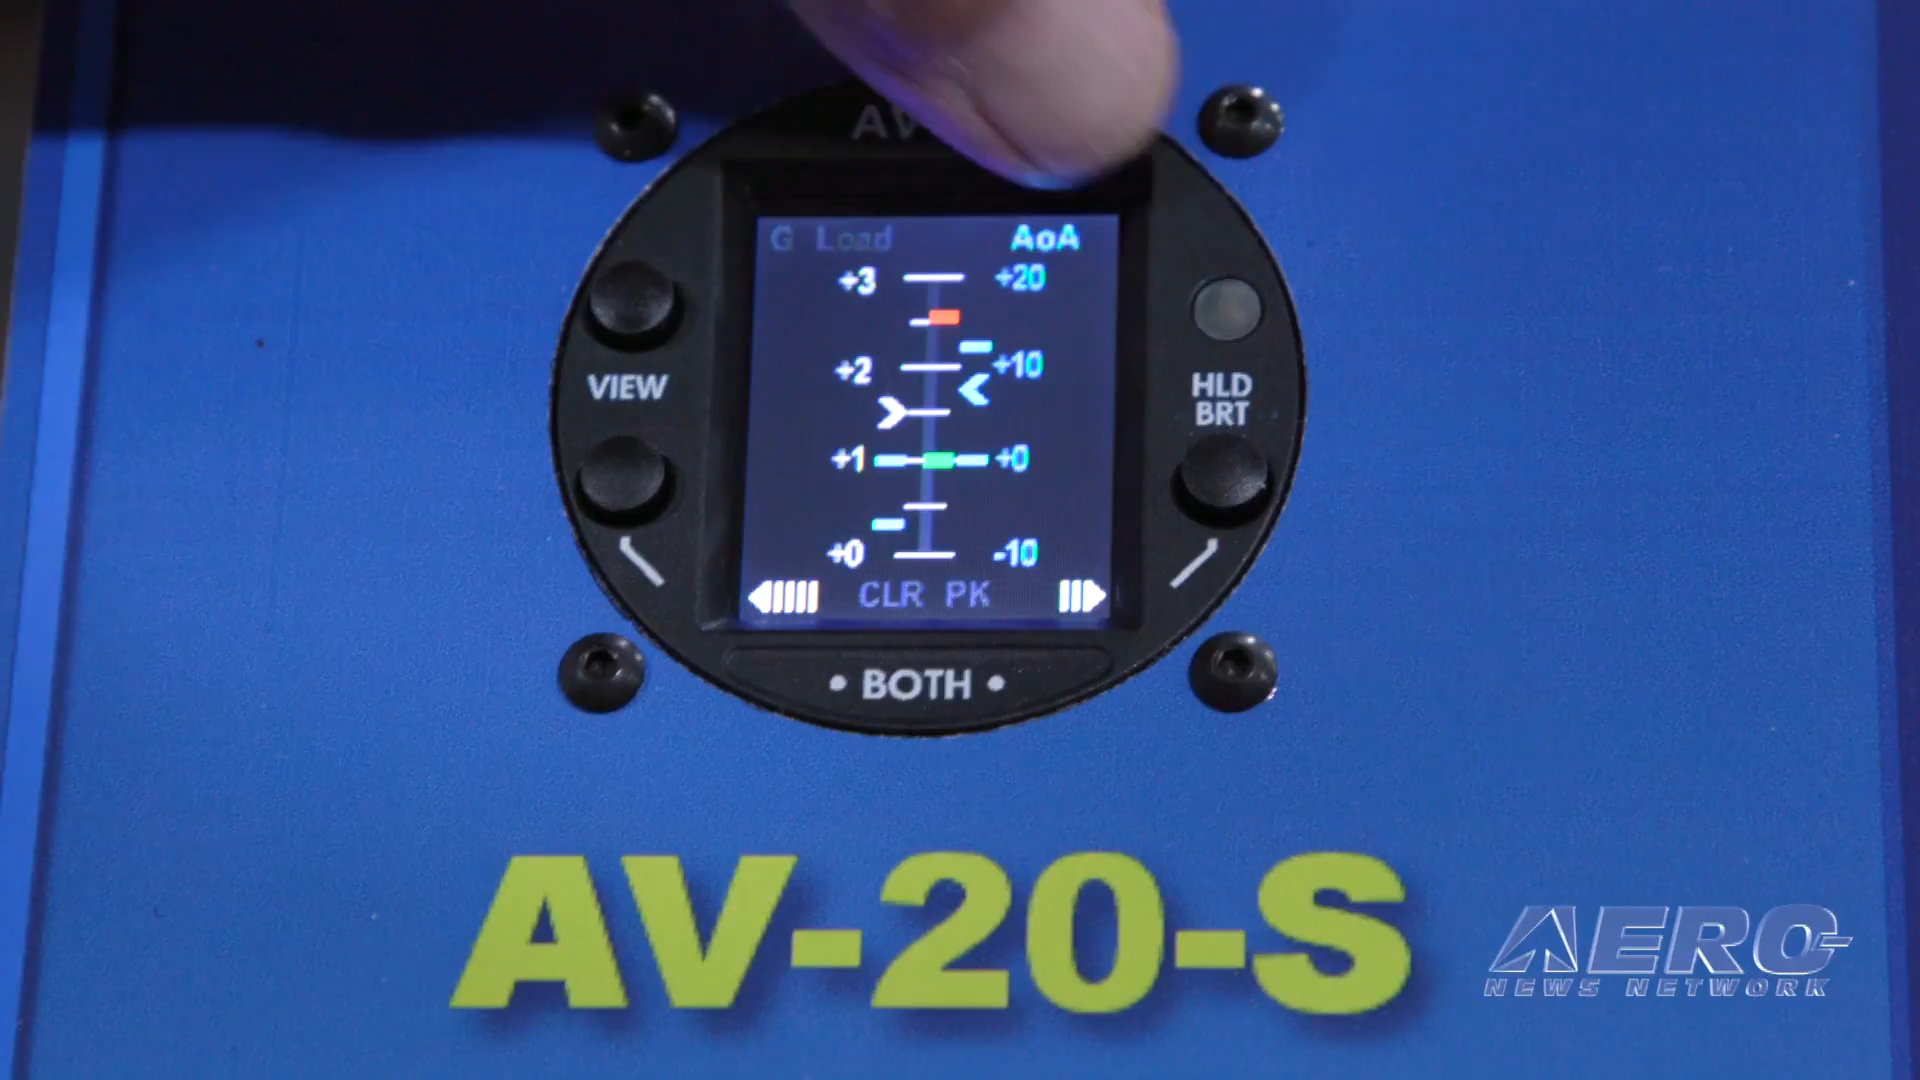 AV
G Load AoA
+3 +20
+2 +10
+1 +0
+0 -10
CLR PK
VIEW
HLD
BRT
• BOTH •
AV-20-S
AERO
NEWS NETWORK